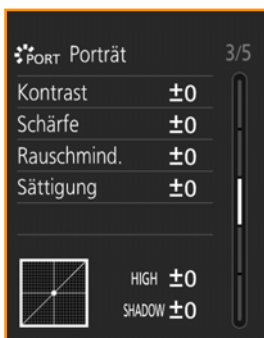 PORT Porträt 3/5
Kontrast ±0
Schärfe ±0
Rauschmind. ±0
Sättigung ±0
HIGH ±0
SHADOW ±0